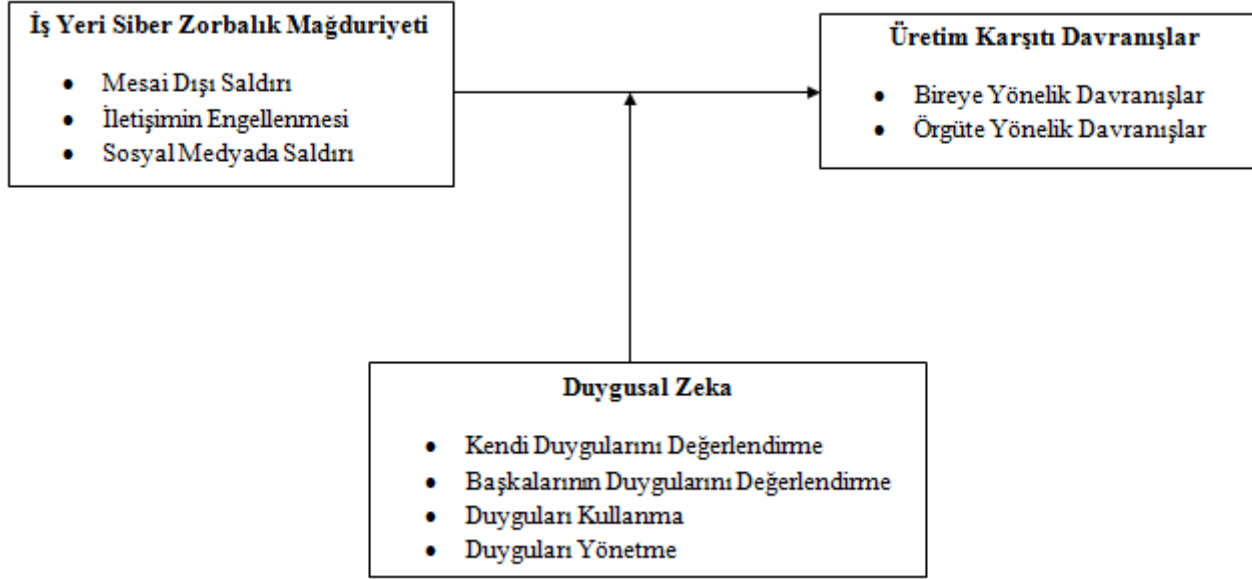 İş Yeri Siber Zorbalık Mağduriyeti
• Mesai Dışı Saldırı
• İletişimin Engellenmesi
• Sosyal Medyada Saldırı
Üretim Karşıtı Davranışlar
• Bireye Yönelik Davranışlar
• Örgüte Yönelik Davranışlar
Duygusal Zeka
• Kendi Duygularını Değerlendirme
• Başkalarının Duygularını Değerlendirme
• Duyguları Kullanma
• Duyguları Yönetme